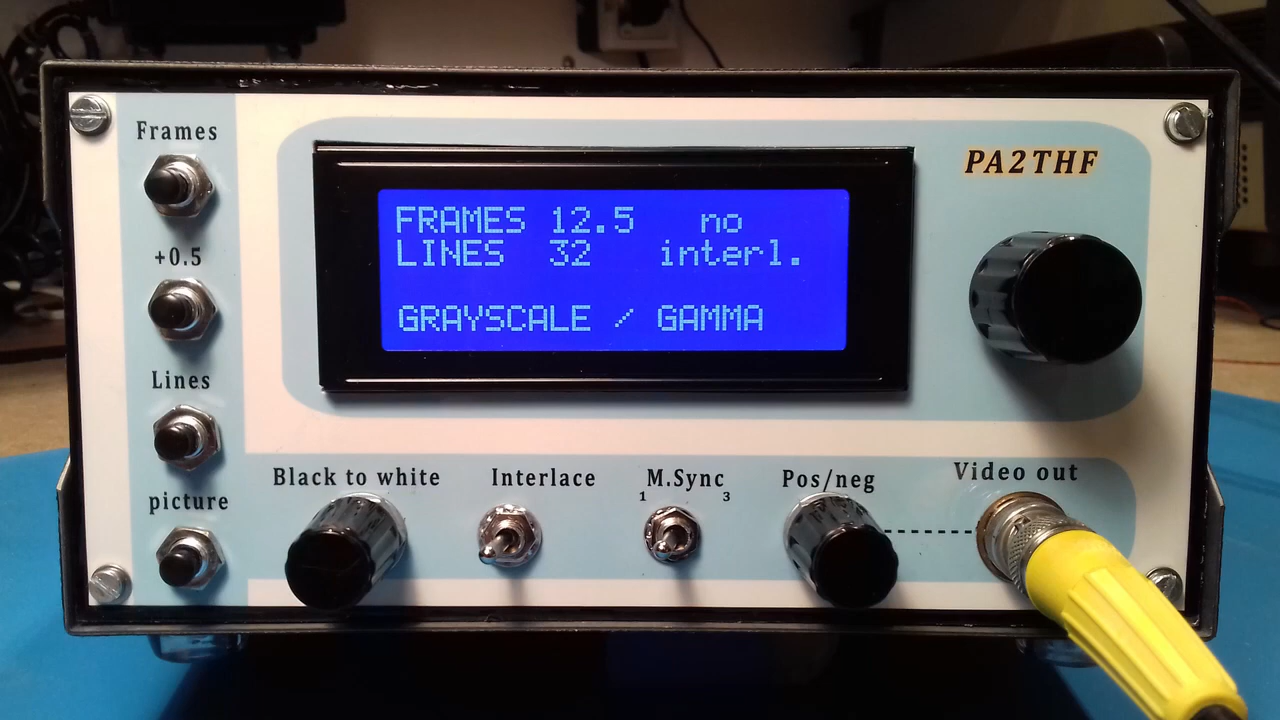 Frames
+0.5
Lines
picture
FRAMES 12.5 no
LINES 32 interl.
GRAYSCALE / GAMMA
PA2THF
Black to white
Interlace
M.Sync
1 3
Pos/neg
Video out